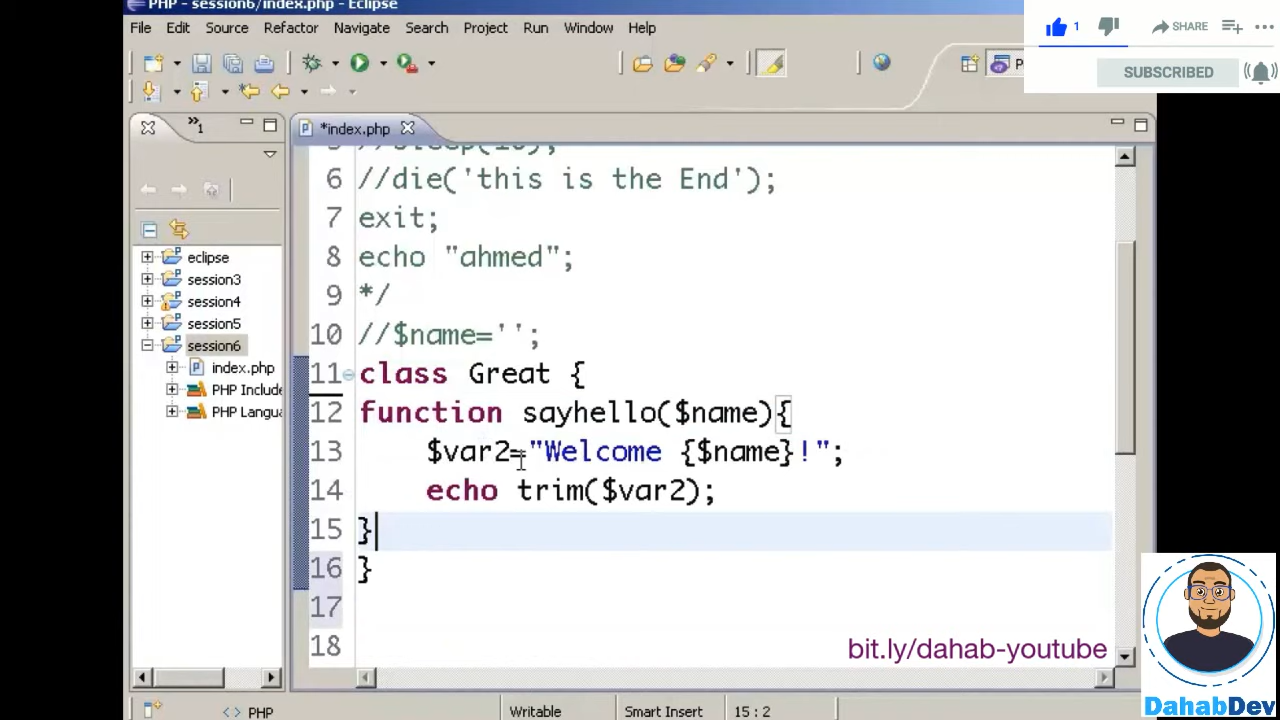 PHP - session6/index.php - Eclipse
File Edit Source Refactor Navigate Search Project Run Window Help
1 SHARE
SUBSCRIBED
1
*index.php
6 //die('this is the End');
7 exit;
8 echo "ahmed";
9 */
10 //$name='';
11 class Great {
12 function sayhello($name){
13 $var2="Welcome {$name}!";
14 echo trim($var2);
15 }
16 }
17
18
eclipse
session3
session4
session5
session6
index.php
PHP Include
PHP Langua
bit.ly/dahab-youtube
PHP Writable Smart Insert 15 : 2
DahabDev